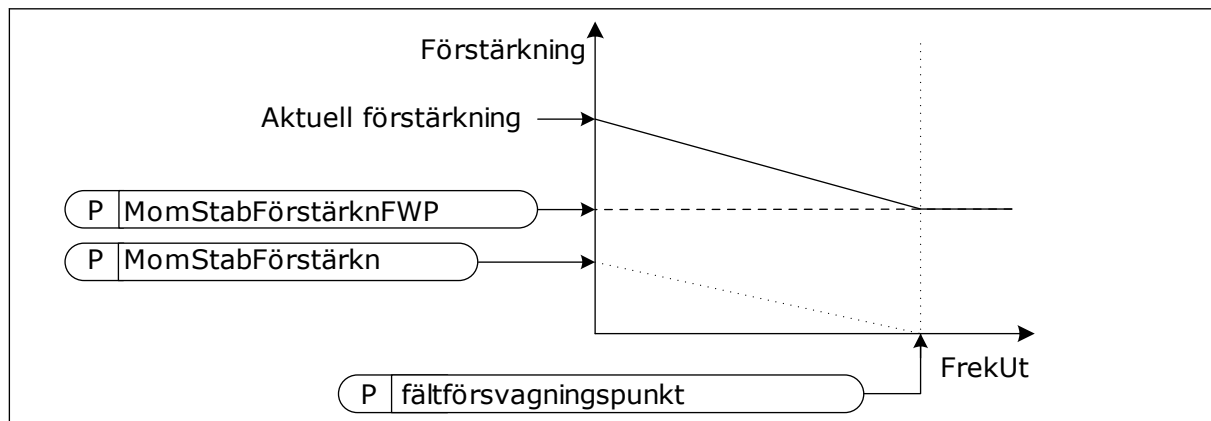 Förstärkning
Aktuell förstärkning
P MomStabFörstärknFWP
P MomStabFörstärkn
FrekUt
P fältförsvagningspunkt